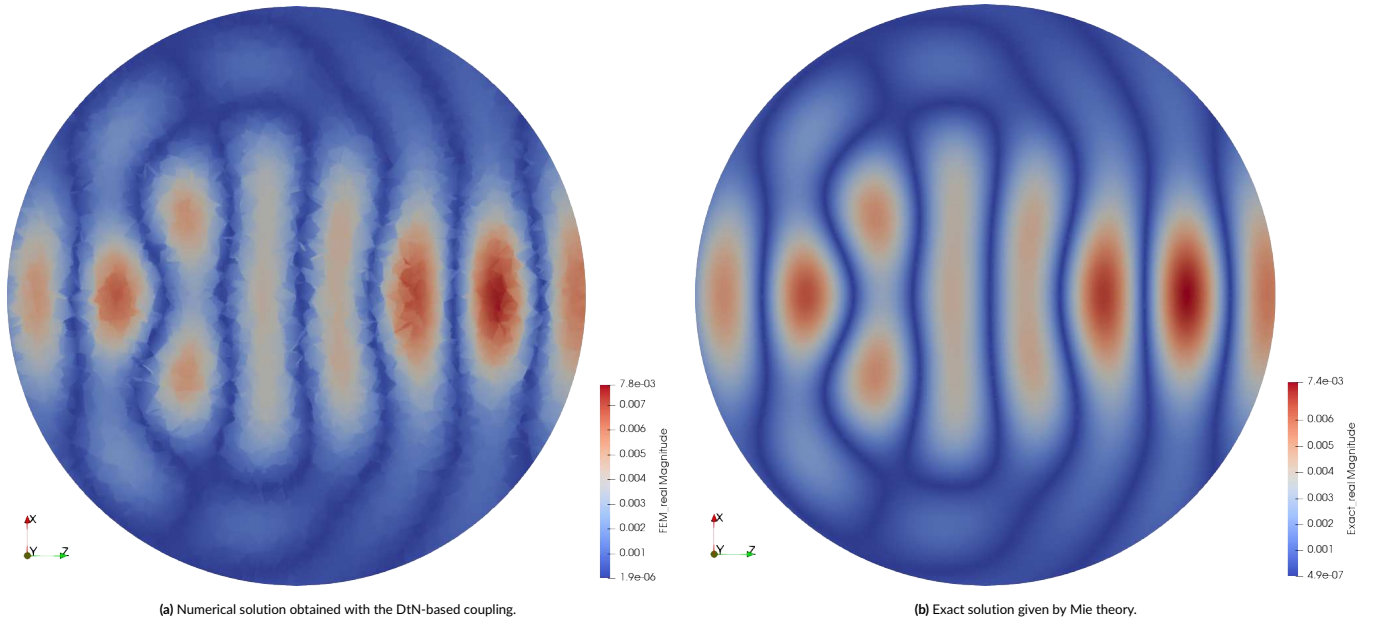 7.8e-03
0.007
0.006
0.005
0.004
0.003
0.002
0.001
1.9e-06
FEM_real Magnitude
X
Y
Z
(a) Numerical solution obtained with the DtN-based coupling.
7.4e-03
0.006
0.005
0.004
0.003
0.002
0.001
4.9e-07
Exact_real Magnitude
X
Y
Z
(b) Exact solution given by Mie theory.